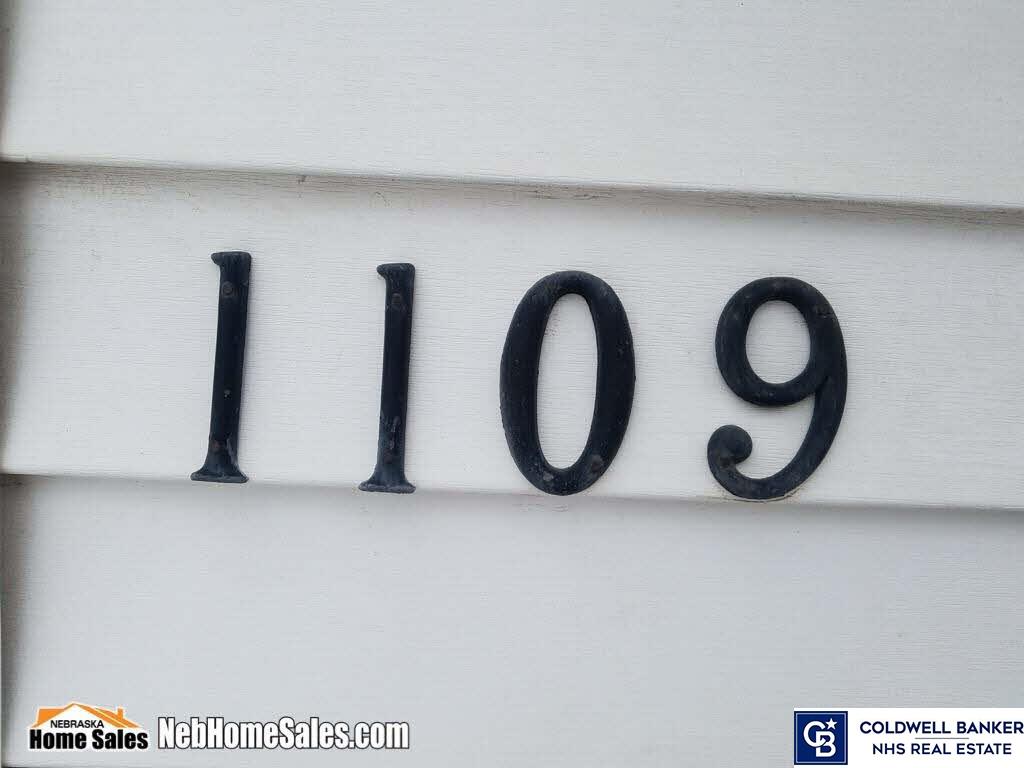 1109
NEBRASKA
Home Sales NebHomeSales.com
CB COLDWELL BANKER
NHS REAL ESTATE